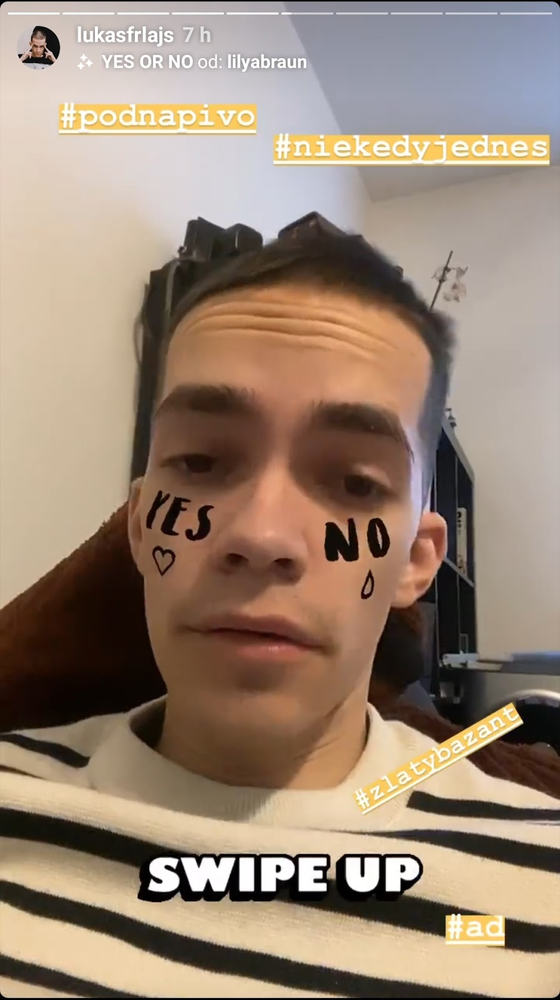 lukasfrlajs 7 h
YES OR NO od: lilyabraun
#podnapivo
#niekedyjednes
YES
NO
#zlatybazant
SWIPE UP
#ad